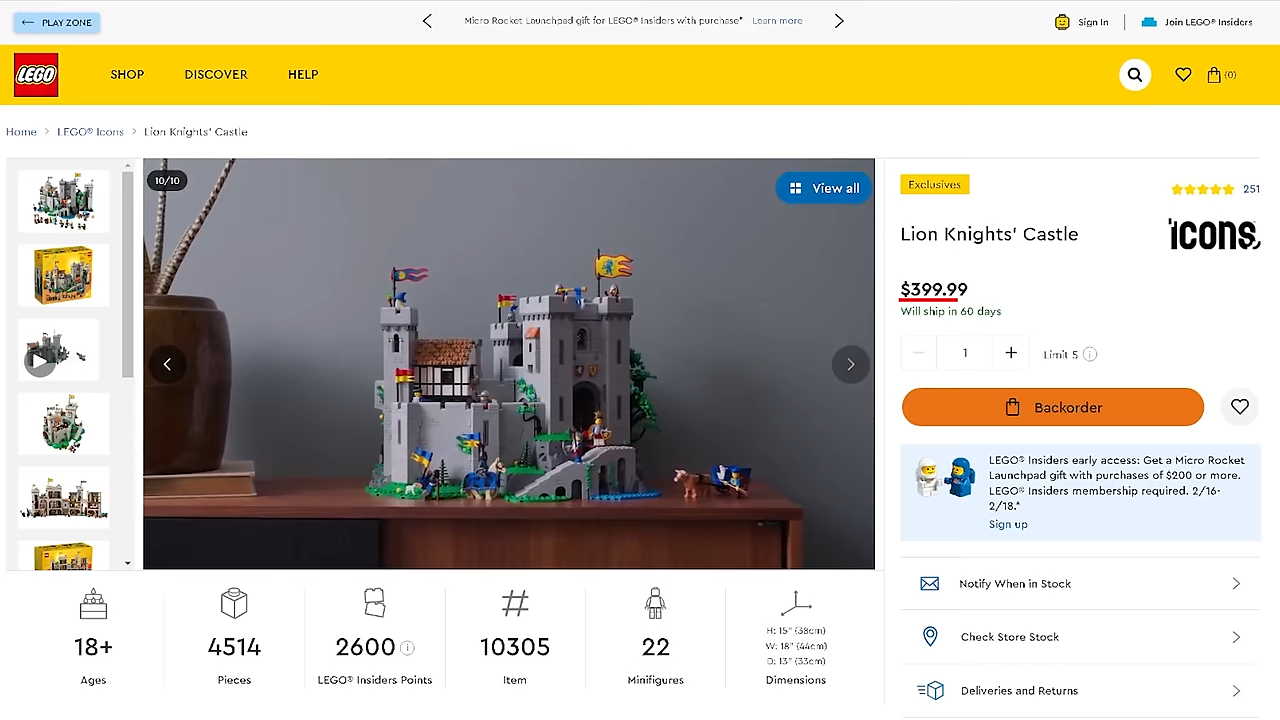 ← PLAY ZONE
Micro Rocket Launchpad gift for LEGO® Insiders with purchase* Learn more
Sign In
Join LEGO® Insiders
LEGO
SHOP
DISCOVER
HELP
(0)
Home > LEGO® Icons > Lion Knights' Castle
10/10
View all
Exclusives
251
Lion Knights' Castle
icons
$399.99
Will ship in 60 days
1
Limit 5
Backorder
LEGO® Insiders early access: Get a Micro Rocket
Launchpad gift with purchases of $200 or more.
LEGO® Insiders membership required. 2/16-
2/18.*
Sign up
Notify When in Stock
Check Store Stock
Deliveries and Returns
18+
Ages
4514
Pieces
2600
LEGO® Insiders Points
#
10305
Item
22
Minifigures
H: 15" (38cm)
W: 18" (44cm)
D: 13" (33cm)
Dimensions